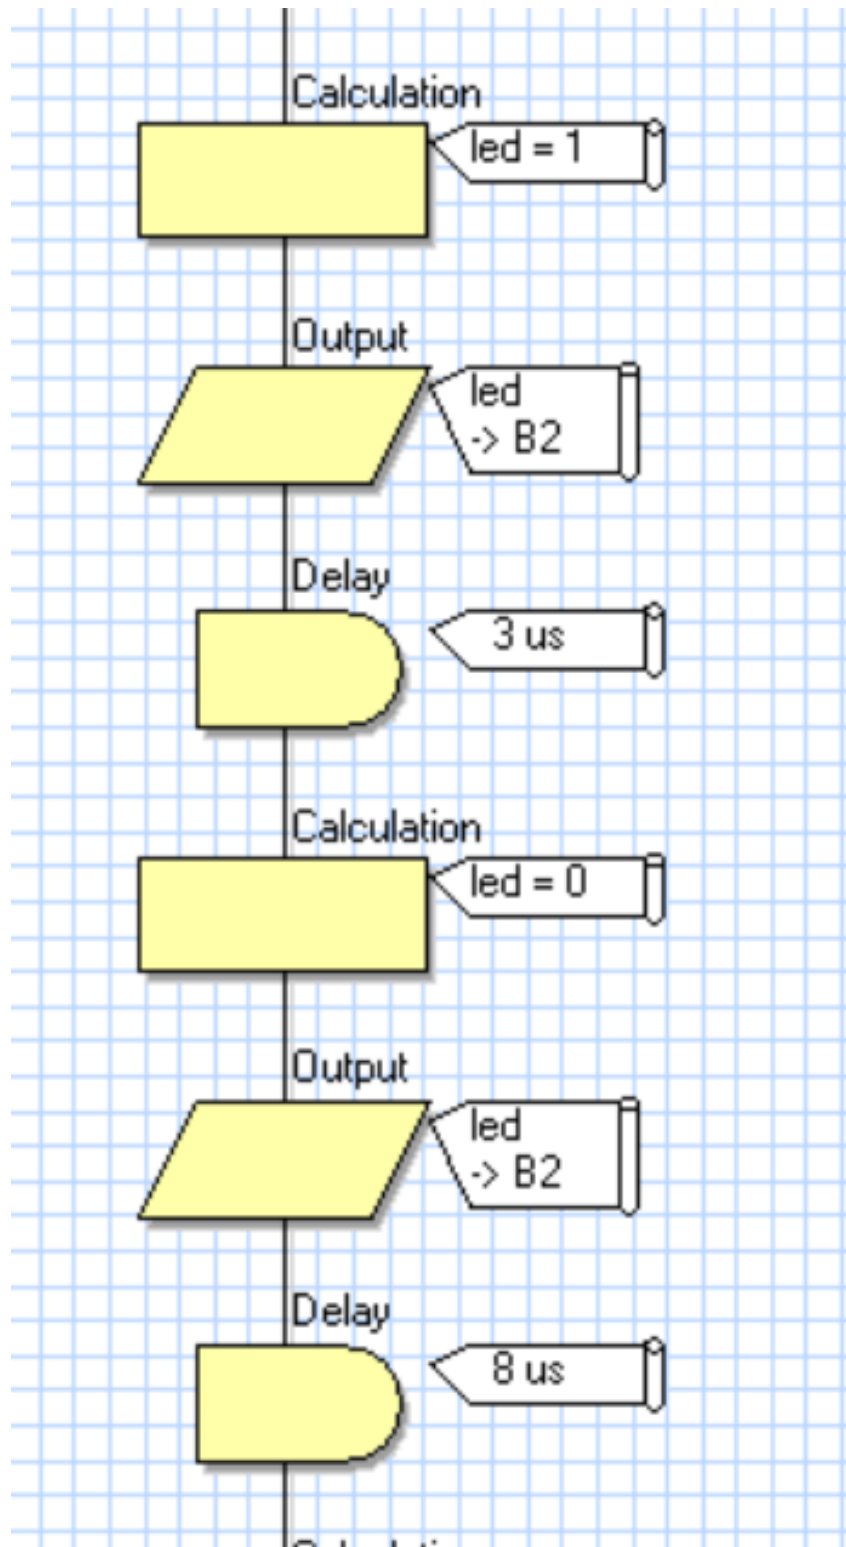 Calculation
led = 1
Output
led
-> B2
Delay
3 us
Calculation
led = 0
Output
led
-> B2
Delay
8 us